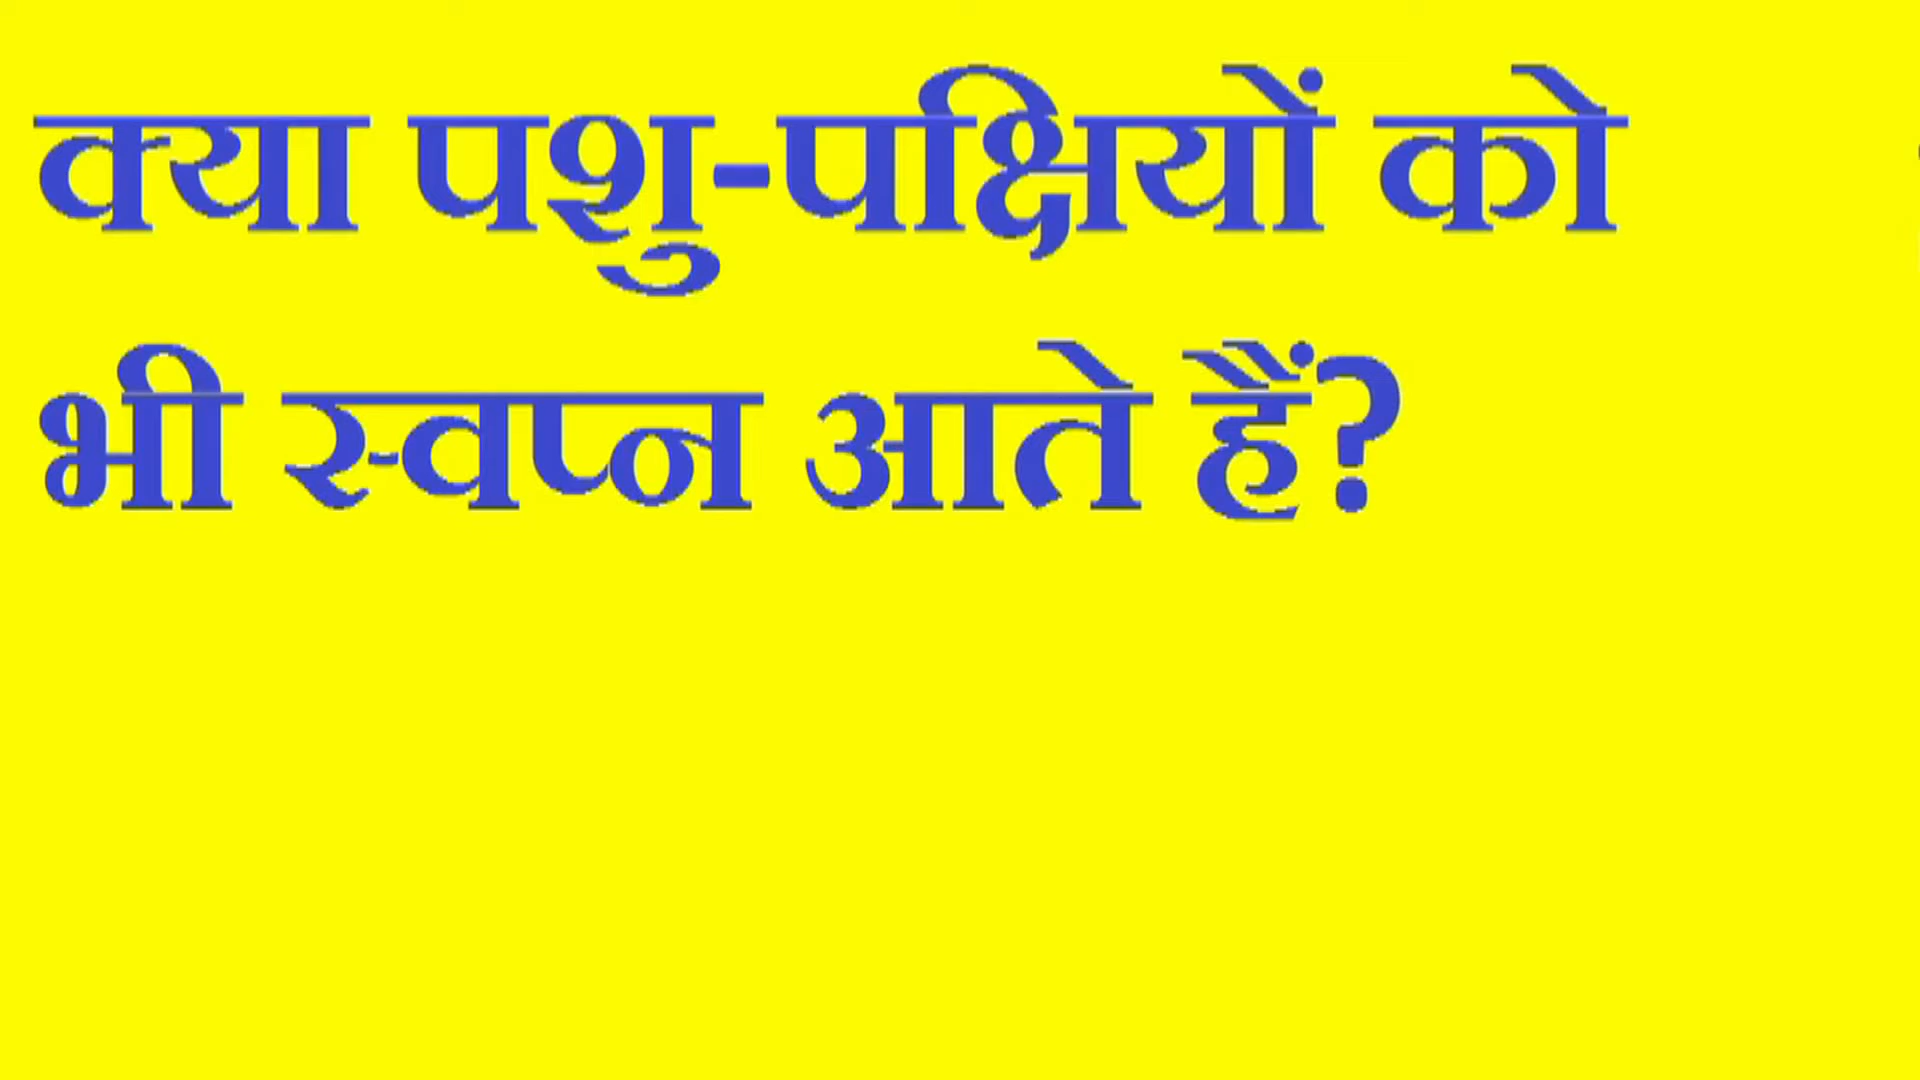 क्या पशु-पक्षियों को
भी स्वप्न आते हैं?